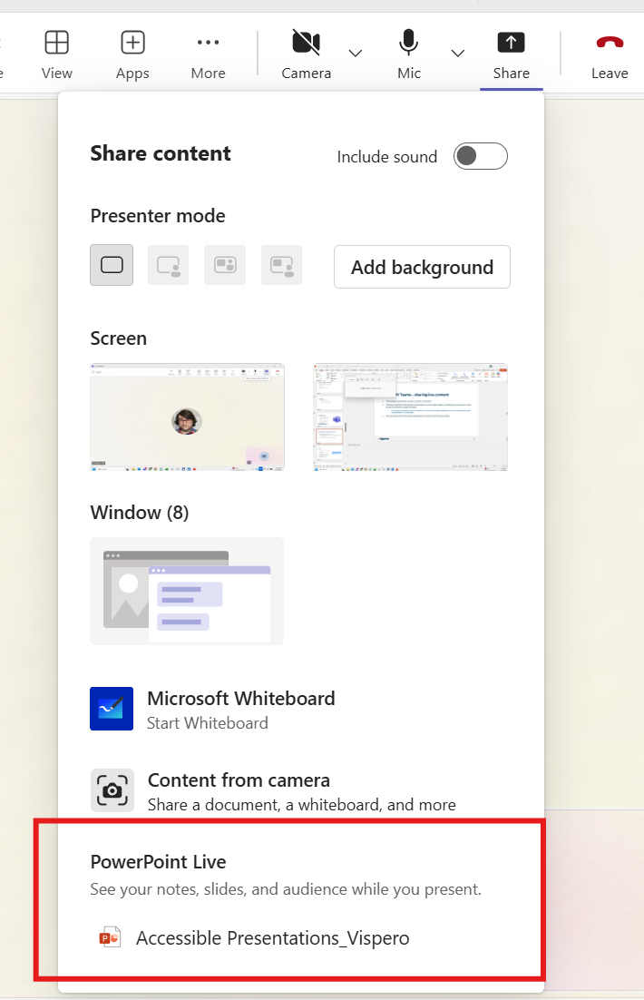 View
Apps
More
Camera
Mic
Share
Leave
Share content
Include sound
Presenter mode
Add background
Screen
Window (8)
Microsoft Whiteboard
Start Whiteboard
Content from camera
Share a document, a whiteboard, and more
PowerPoint Live
See your notes, slides, and audience while you present.
Accessible Presentations_Vispero